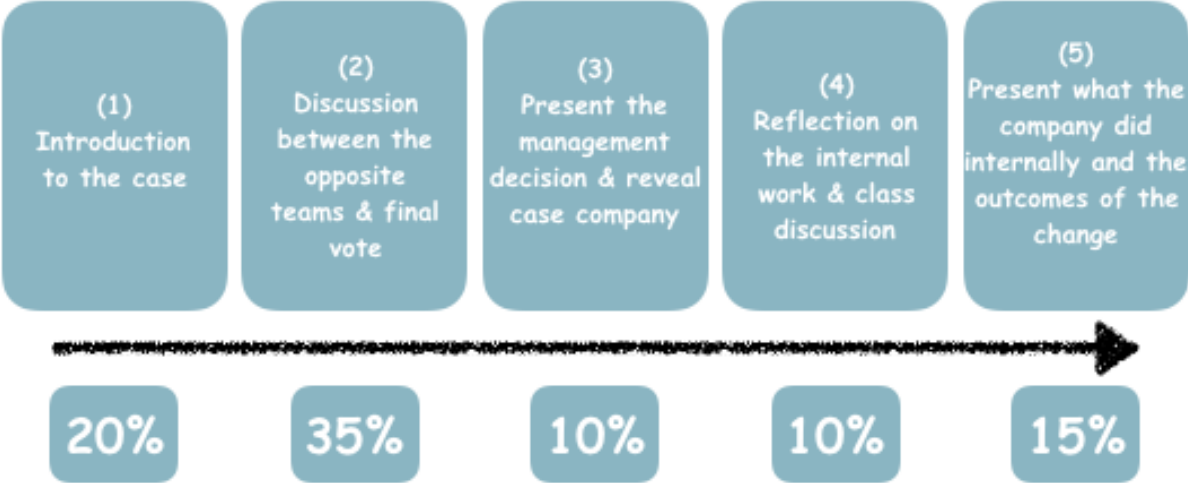 (1)
Introduction
to the case
(2)
Discussion
between the
opposite
teams & final
vote
(3)
Present the
management
decision & reveal
case company
(4)
Reflection on
the internal
work & class
discussion
(5)
Present what the
company did
internally and the
outcomes of the
change
20%
35%
10%
10%
15%